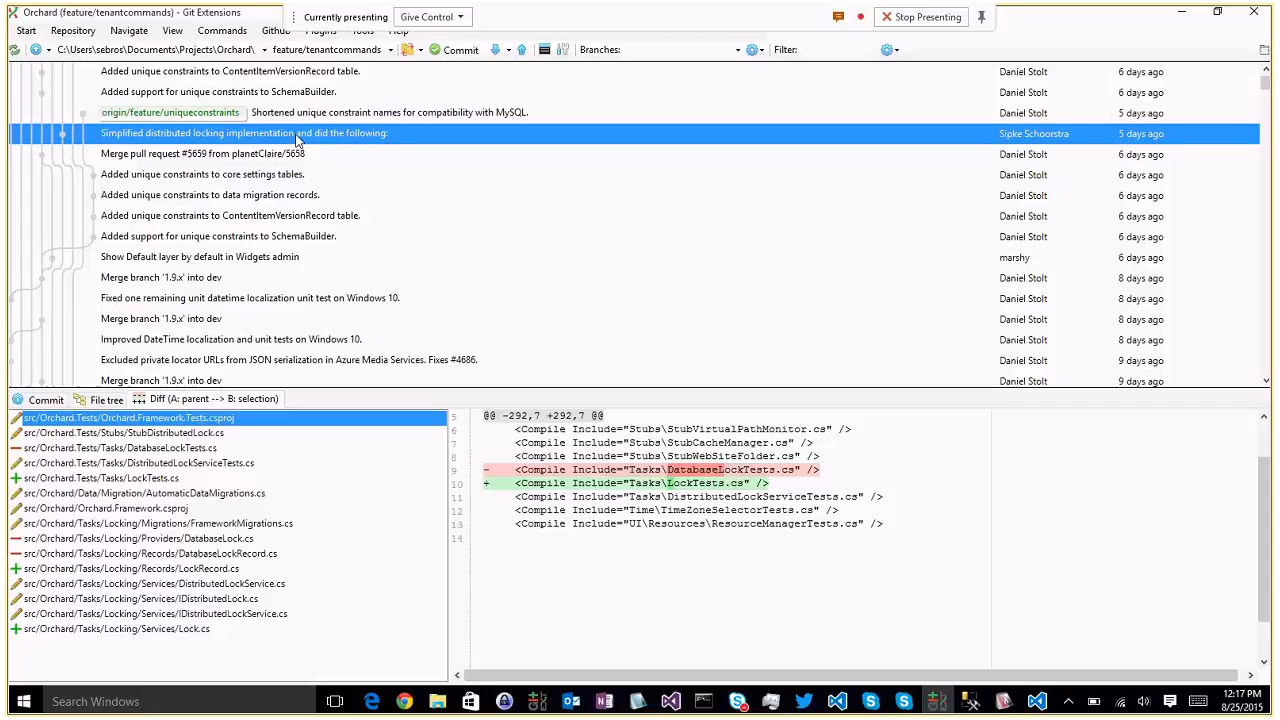 Orchard (feature/tenantcommands) - Git Extensions
Currently presenting
Give Control
Stop Presenting
Start
Repository
Navigate
View
Commands
Github
Plugins
Tools
Help
C:\Users\sebros\Documents\Projects\Orchard\
feature/tenantcommands
Commit
Branches:
Filter:
Added unique constraints to ContentItemVersionRecord table. Daniel Stolt 6 days ago
Added support for unique constraints to SchemaBuilder. Daniel Stolt 6 days ago
origin/feature/uniqueconstraints Shortened unique constraint names for compatibility with MySQL. Daniel Stolt 5 days ago
Simplified distributed locking implementation and did the following: Sipke Schoorstra 5 days ago
Merge pull request #5659 from planetClaire/5658 Daniel Stolt 6 days ago
Added unique constraints to core settings tables. Daniel Stolt 6 days ago
Added unique constraints to data migration records. Daniel Stolt 6 days ago
Added unique constraints to ContentItemVersionRecord table. Daniel Stolt 6 days ago
Added support for unique constraints to SchemaBuilder. Daniel Stolt 6 days ago
Show Default layer by default in Widgets admin marshy 6 days ago
Merge branch '1.9.x' into dev Daniel Stolt 8 days ago
Fixed one remaining unit datetime localization unit test on Windows 10. Daniel Stolt 8 days ago
Merge branch '1.9.x' into dev Daniel Stolt 8 days ago
Improved DateTime localization and unit tests on Windows 10. Daniel Stolt 8 days ago
Excluded private locator URLs from JSON serialization in Azure Media Services. Fixes #4686. Daniel Stolt 9 days ago
Merge branch '1.9.x' into dev Daniel Stolt 9 days ago
Commit
File tree
Diff (A: parent --> B: selection)
src/Orchard.Tests/Orchard.Framework.Tests.csproj
src/Orchard.Tests/Stubs/StubDistributedLock.cs
src/Orchard.Tests/Tasks/DatabaseLockTests.cs
src/Orchard.Tests/Tasks/DistributedLockServiceTests.cs
src/Orchard.Tests/Tasks/LockTests.cs
src/Orchard/Data/Migration/AutomaticDataMigrations.cs
src/Orchard/Orchard.Framework.csproj
src/Orchard/Tasks/Locking/Migrations/FrameworkMigrations.cs
src/Orchard/Tasks/Locking/Providers/DatabaseLock.cs
src/Orchard/Tasks/Locking/Records/DatabaseLockRecord.cs
src/Orchard/Tasks/Locking/Records/LockRecord.cs
src/Orchard/Tasks/Locking/Services/DistributedLockService.cs
src/Orchard/Tasks/Locking/Services/IDistributedLock.cs
src/Orchard/Tasks/Locking/Services/IDistributedLockService.cs
src/Orchard/Tasks/Locking/Services/Lock.cs
5 @@ -292,7 +292,7 @@
6 <Compile Include="Stubs\StubVirtualPathMonitor.cs" />
7 <Compile Include="Stubs\StubCacheManager.cs" />
8 <Compile Include="Stubs\StubWebSiteFolder.cs" />
9 - <Compile Include="Tasks\DatabaseLockTests.cs" />
10 + <Compile Include="Tasks\LockTests.cs" />
11 <Compile Include="Tasks\DistributedLockServiceTests.cs" />
12 <Compile Include="Time\TimeZoneSelectorTests.cs" />
13 <Compile Include="UI\Resources\ResourceManagerTests.cs" />
14
Search Windows
12:17 PM
8/25/2015